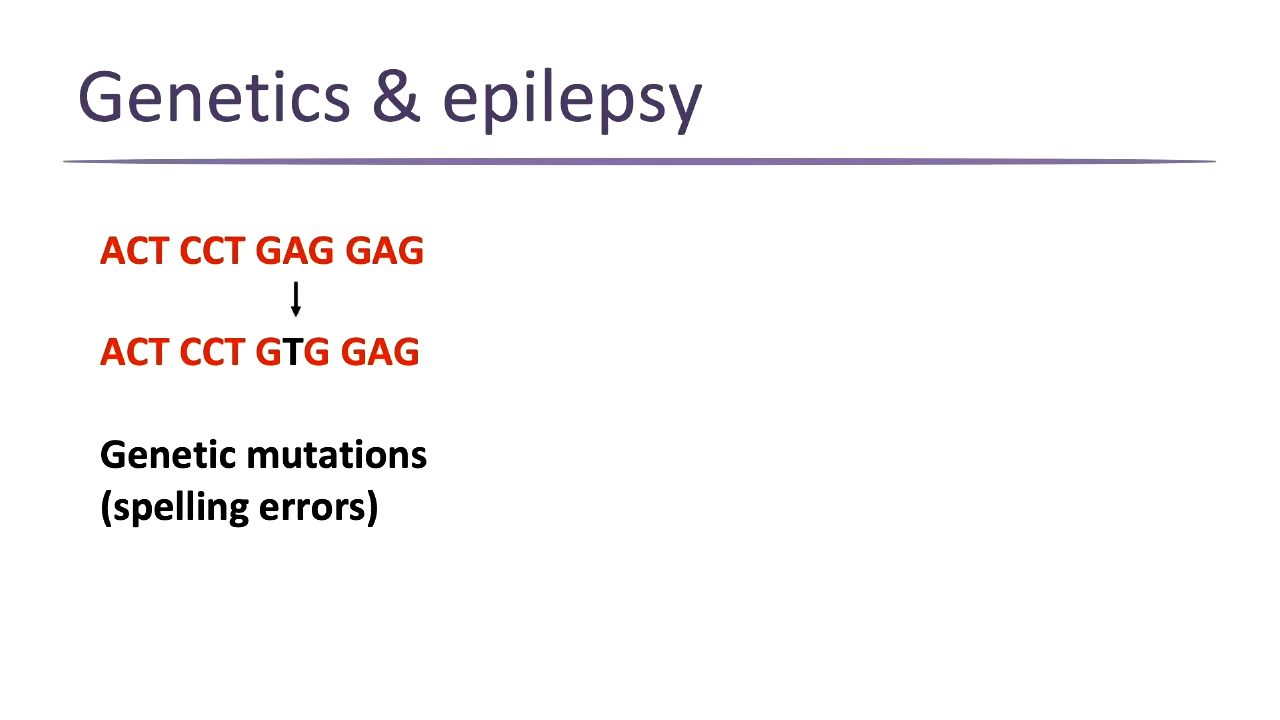 Genetics & epilepsy
ACT CCT GAG GAG
ACT CCT GTG GAG
Genetic mutations
(spelling errors)